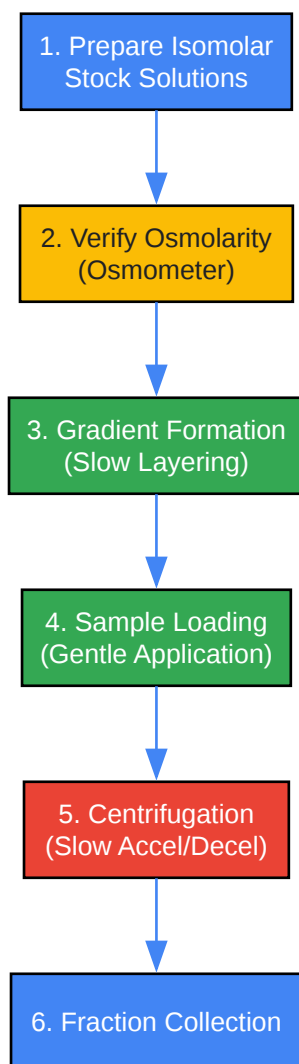 1. Prepare Isomolar
Stock Solutions
2. Verify Osmolarity
(Osmometer)
3. Gradient Formation
(Slow Layering)
4. Sample Loading
(Gentle Application)
5. Centrifugation
(Slow Accel/Decel)
6. Fraction Collection